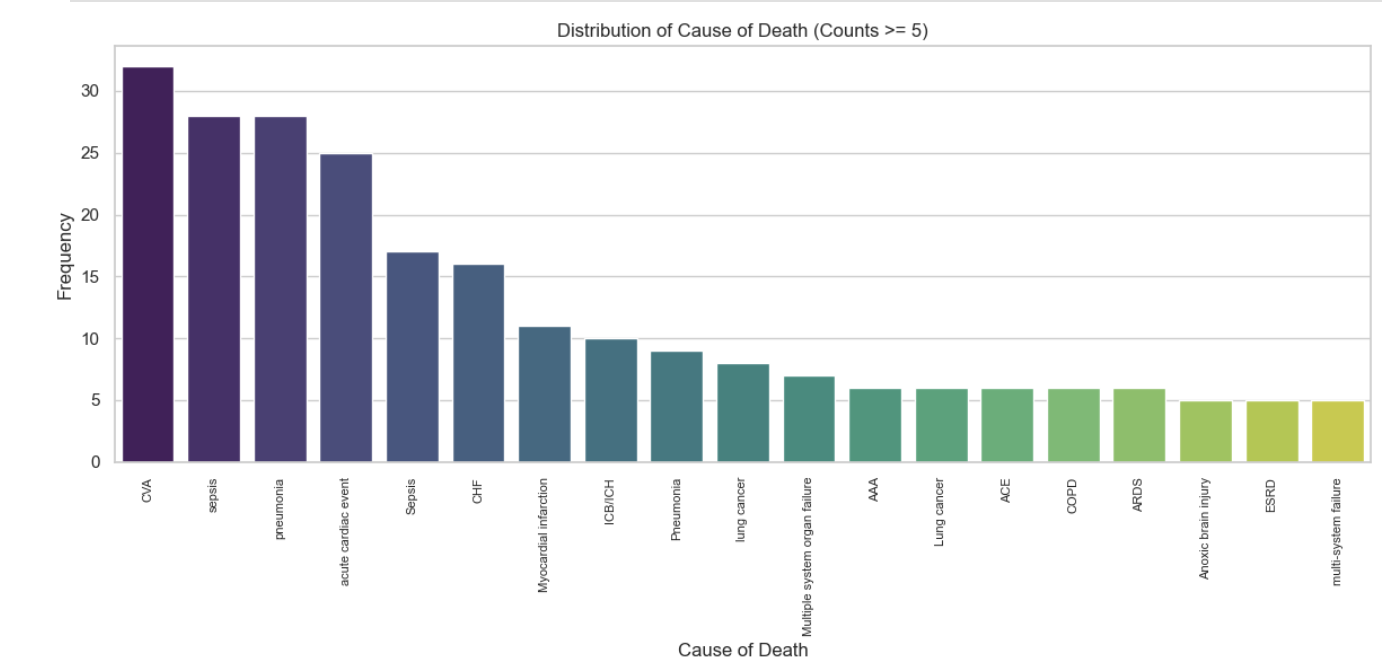 Distribution of Cause of Death (Counts >= 5)
Frequency
30
25
20
15
10
5
0
CVA
sepsis
pneumonia
acute cardiac event
Sepsis
CHF
Myocardial infarction
ICB/ICH
Pneumonia
lung cancer
Multiple system organ failure
AAA
Lung cancer
ACE
COPD
ARDS
Anoxic brain injury
ESRD
multi-system failure
Cause of Death